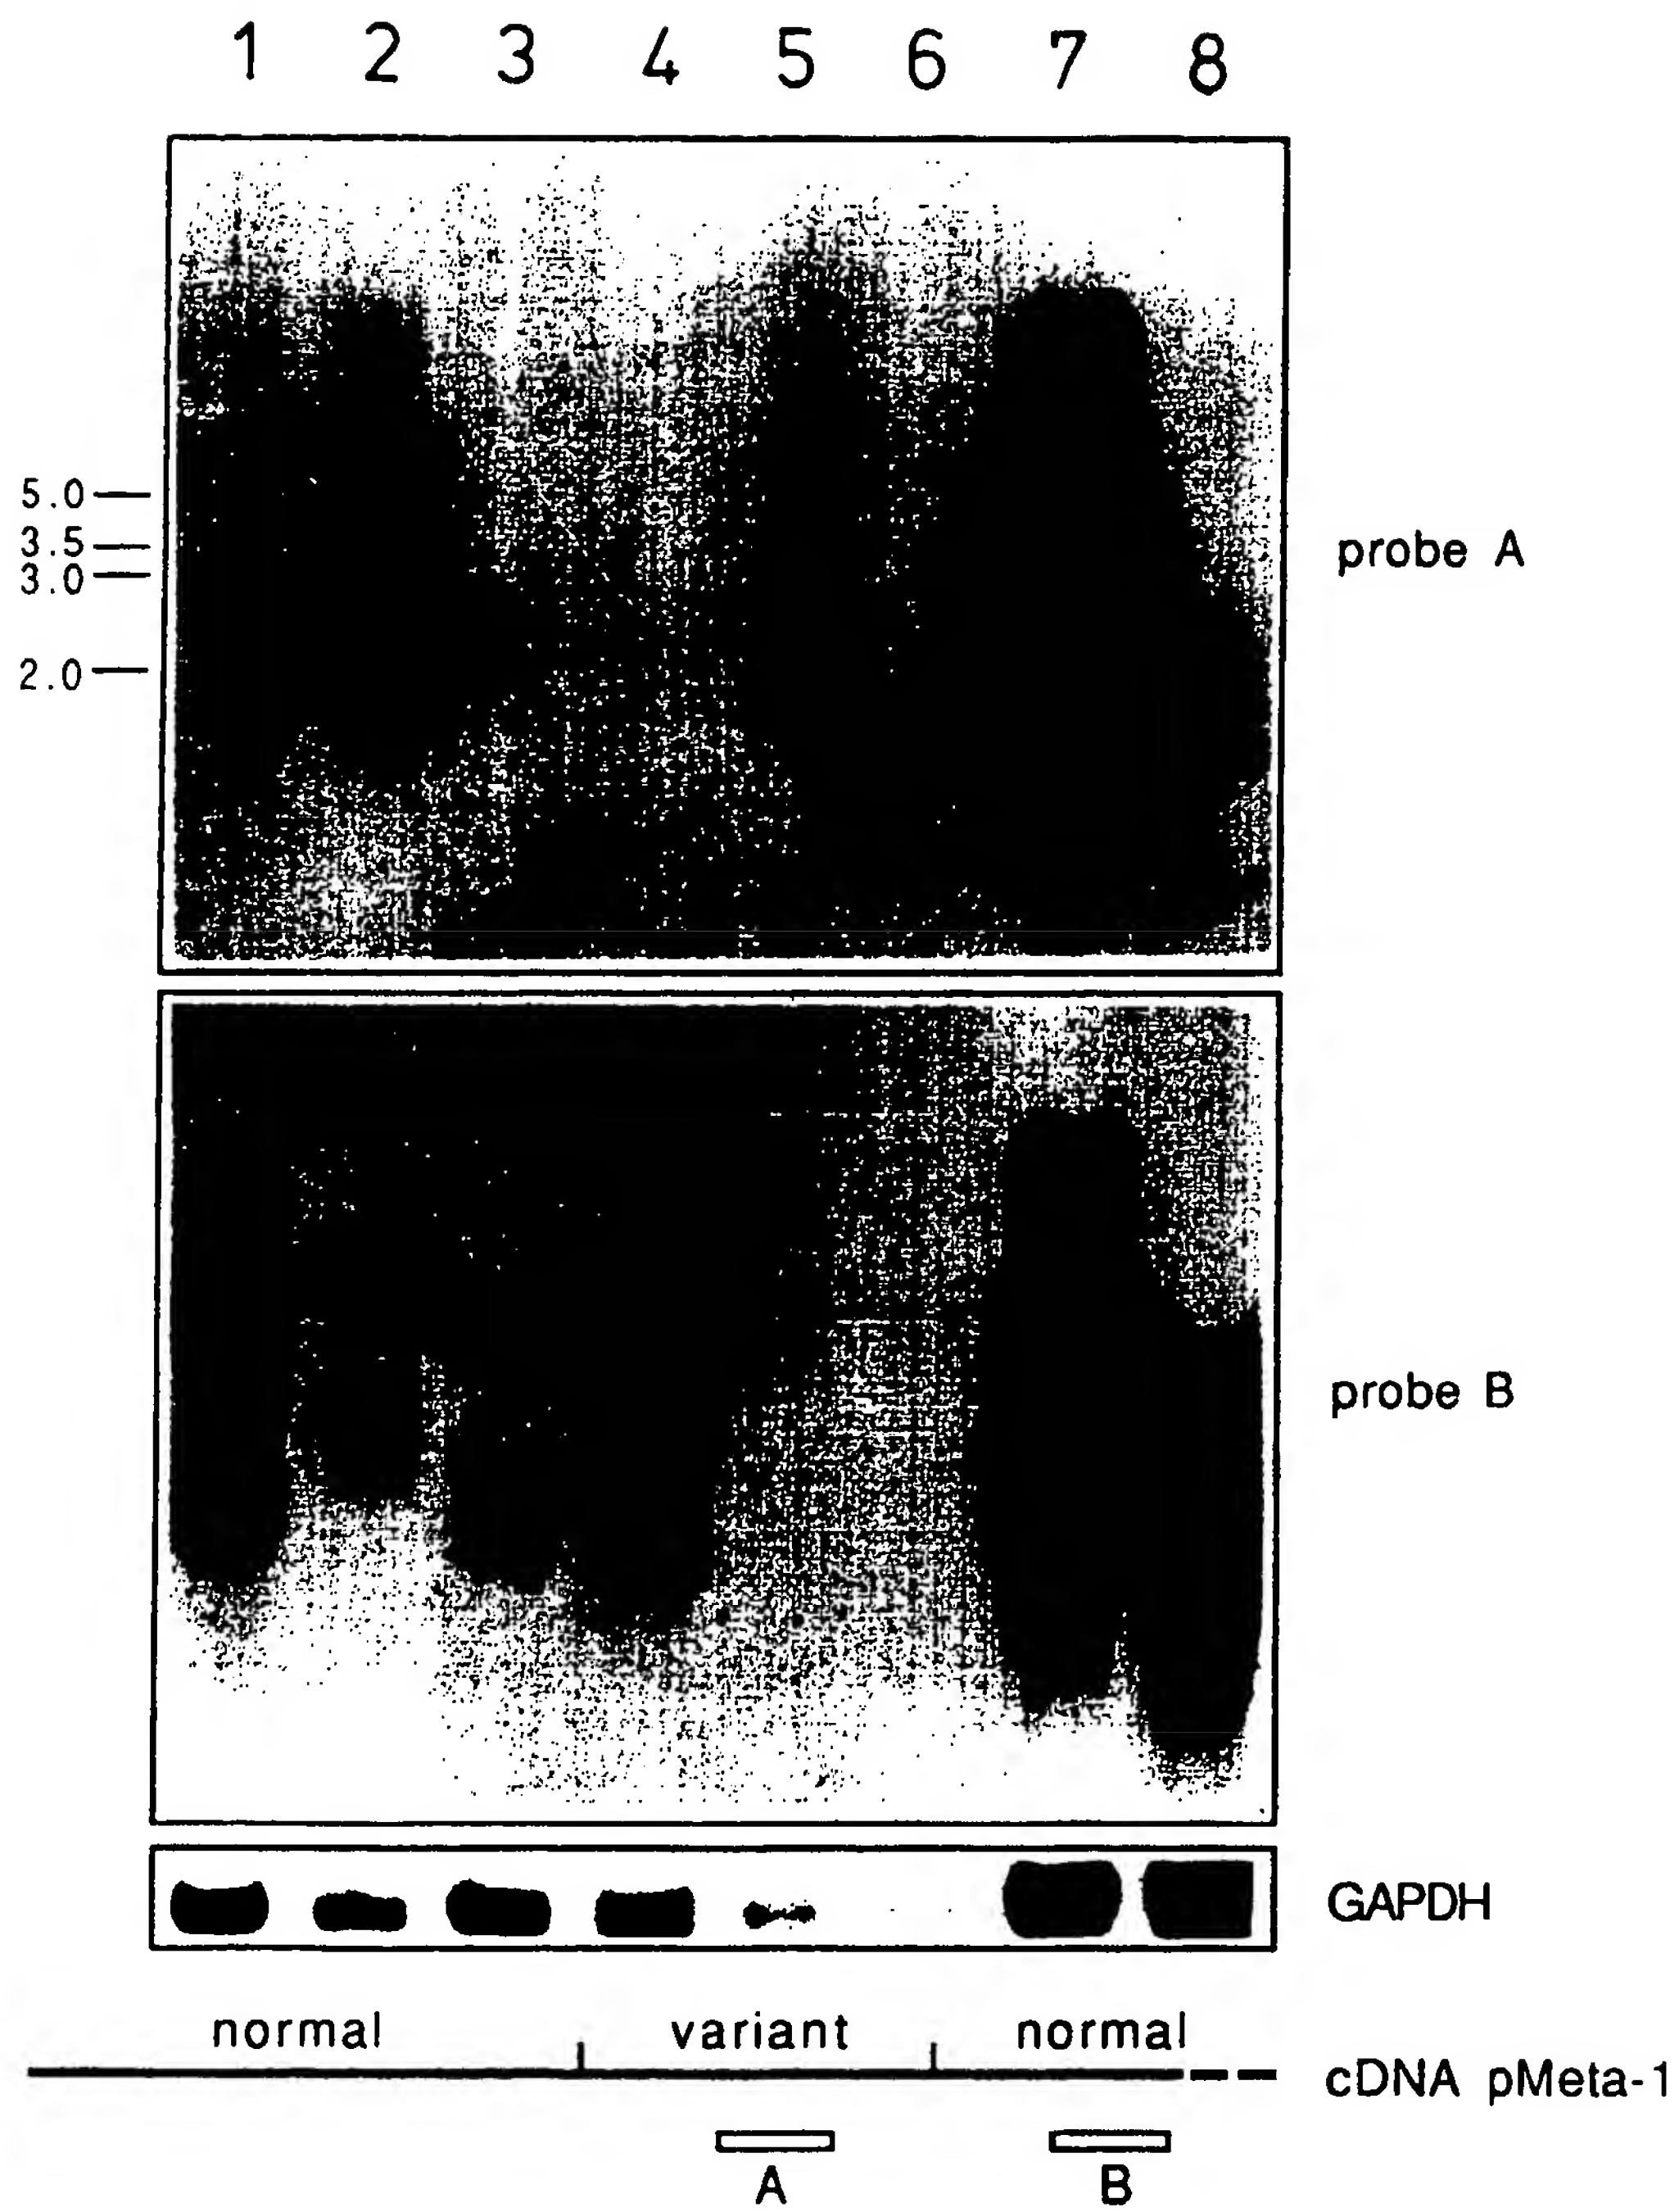 1 2 3 4 5 6 7 8
5.0
3.5
3.0
2.0
probe A
probe B
GAPDH
normal variant normal
cDNA pMeta-1
A B